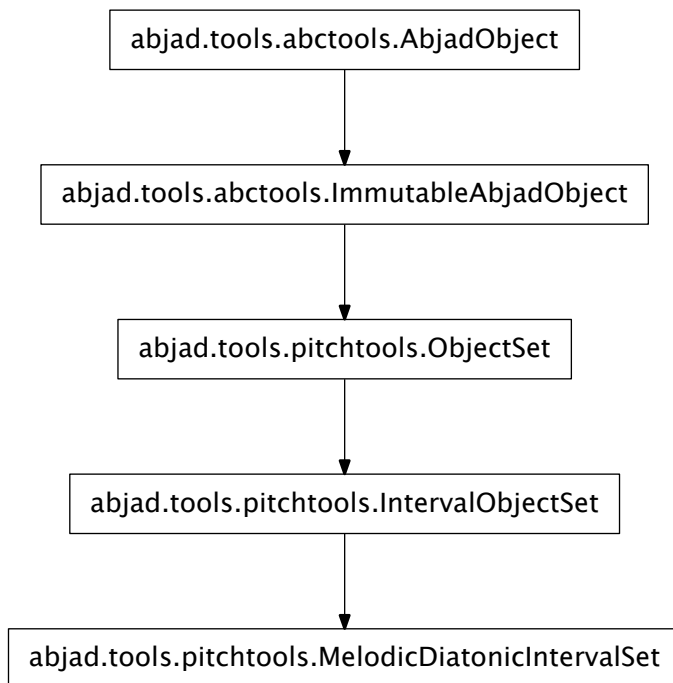 abjad.tools.abctools.AbjadObject
abjad.tools.abctools.ImmutableAbjadObject
abjad.tools.pitchtools.ObjectSet
abjad.tools.pitchtools.IntervalObjectSet
abjad.tools.pitchtools.MelodicDiatonicIntervalSet